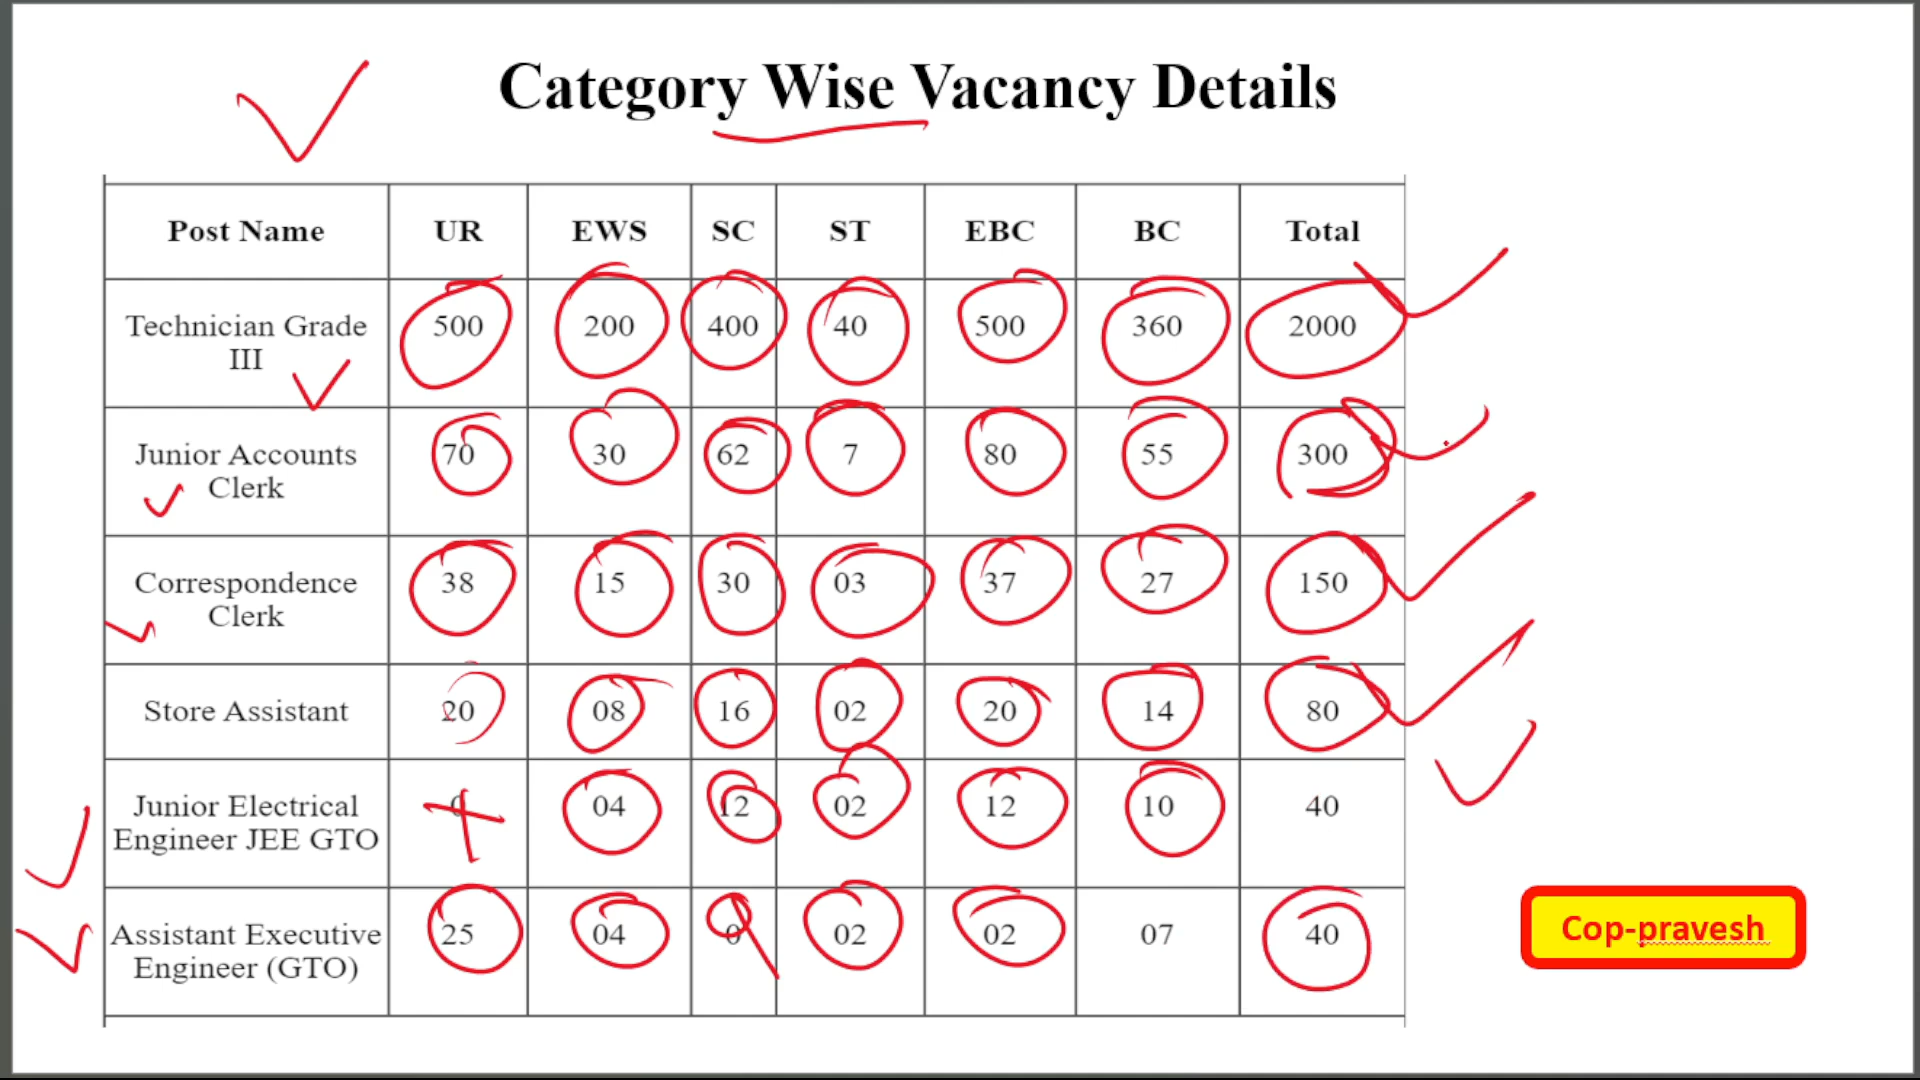 Category Wise Vacancy Details
Post Name UR EWS SC ST EBC BC Total
Technician Grade III 500 200 400 40 500 360 2000
Junior Accounts Clerk 70 30 62 7 80 55 300
Correspondence Clerk 38 15 30 03 37 27 150
Store Assistant 20 08 16 02 20 14 80
Junior Electrical Engineer JEE GTO 0 04 12 02 12 10 40
Assistant Executive Engineer (GTO) 25 04 0 02 02 07 40
Cop-pravesh